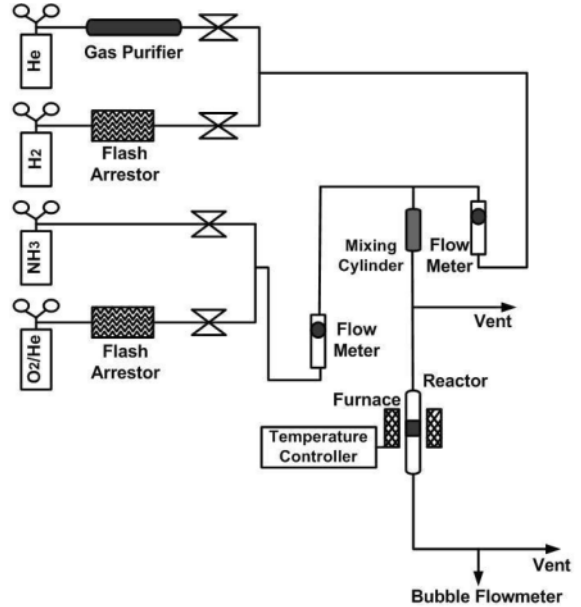 He
Gas Purifier
H2
Flash
Arrestor
NH3
Mixing
Cylinder
Flow
Meter
O2/He
Flash
Arrestor
Flow
Meter
Vent
Furnace
Reactor
Temperature
Controller
Vent
Bubble Flowmeter